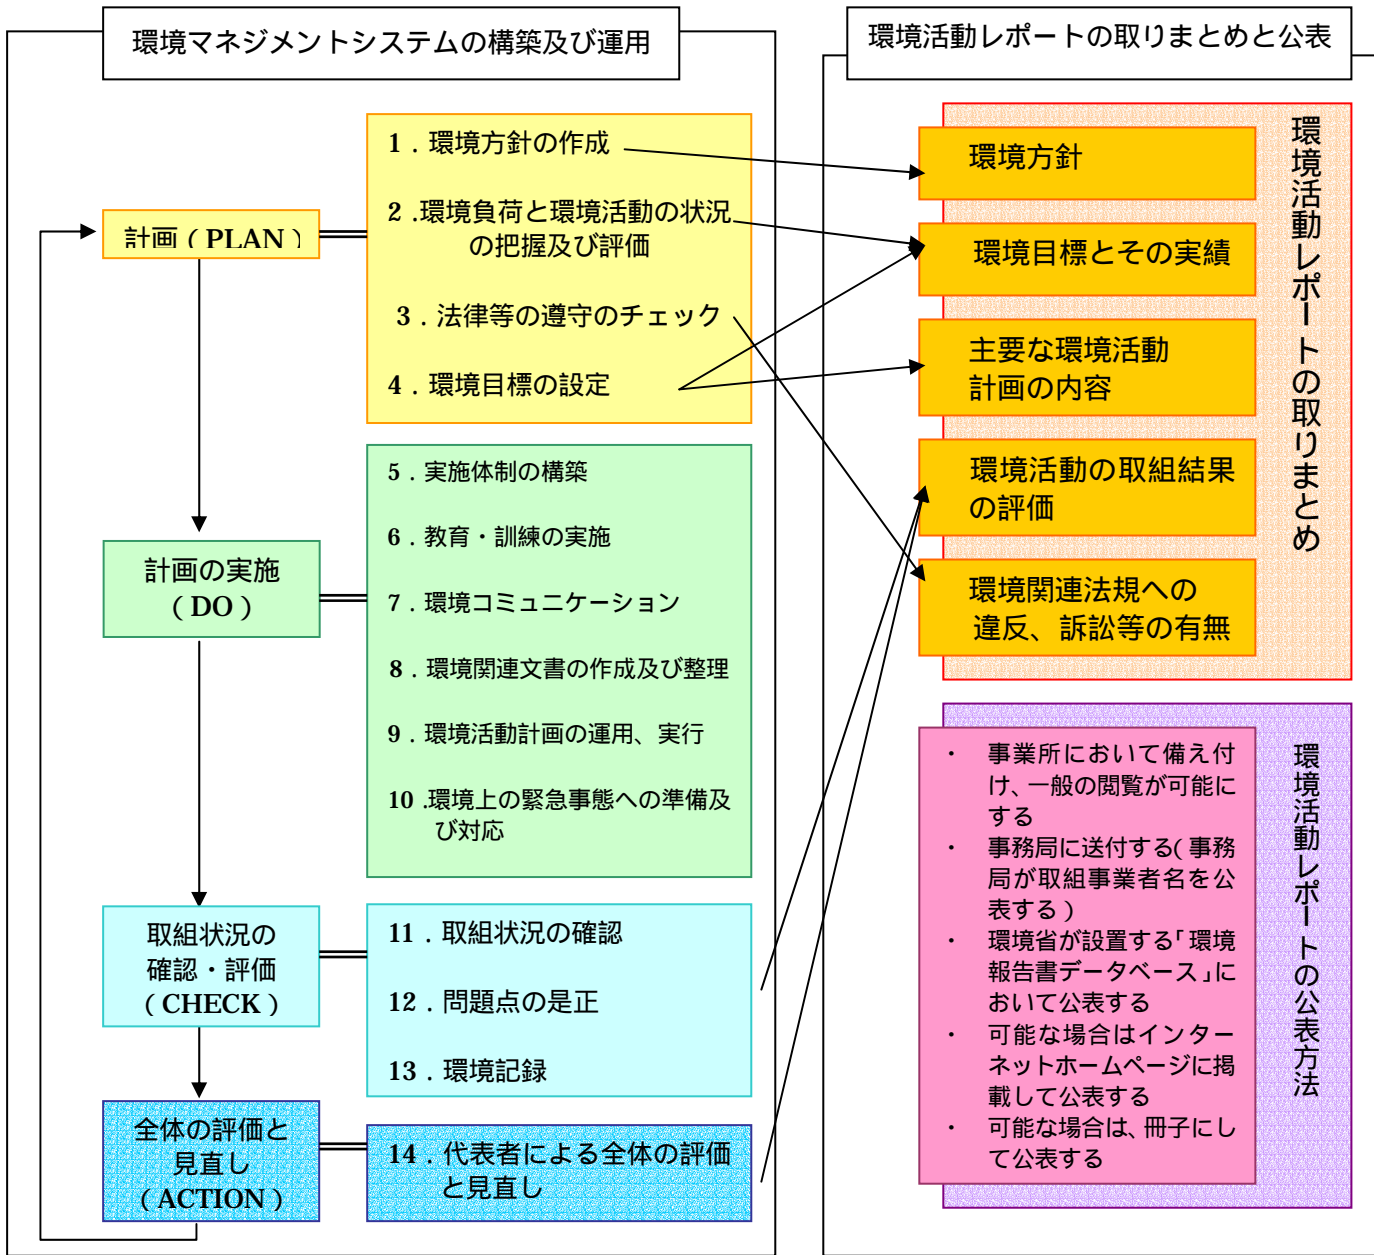 環境マネジメントシステムの構築及び運用
計画（PLAN）
1．環境方針の作成
2．環境負荷と環境活動の状況
の把握及び評価
3．法律等の遵守のチェック
4．環境目標の設定
計画の実施
（DO）
5．実施体制の構築
6．教育・訓練の実施
7．環境コミュニケーション
8．環境関連文書の作成及び整理
9．環境活動計画の運用、実行
10．環境上の緊急事態への準備及
び対応
取組状況の
確認・評価
（CHECK）
11．取組状況の確認
12．問題点の是正
13．環境記録
全体の評価と
見直し
（ACTION）
14．代表者による全体の評価
と見直し
環境活動レポートの取りまとめと公表
環境活動レポートの取りまとめ
環境方針
環境目標とその実績
主要な環境活動
計画の内容
環境活動の取組結果
の評価
環境関連法規への
違反、訴訟等の有無
環境活動レポートの公表方法
・ 事業所において備え付
け、一般の閲覧が可能に
する
・ 事務局に送付する（事務
局が取組事業者名を公
表する）
・ 環境省が設置する「環境
報告書データベース」に
おいて公表する
・ 可能な場合はインター
ネットホームページに掲
載して公表する
・ 可能な場合は、冊子にし
て公表する